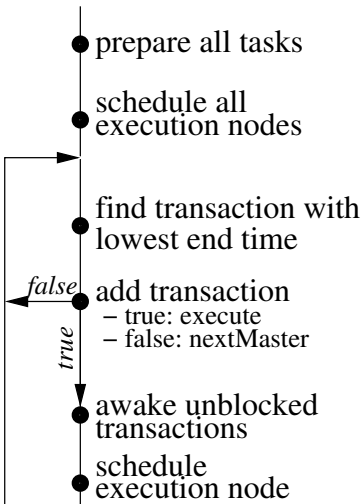 prepare all tasks
schedule all
execution nodes
find transaction with
lowest end time
false
add transaction
– true: execute
– false: nextMaster
true
awake unblocked
transactions
schedule
execution node